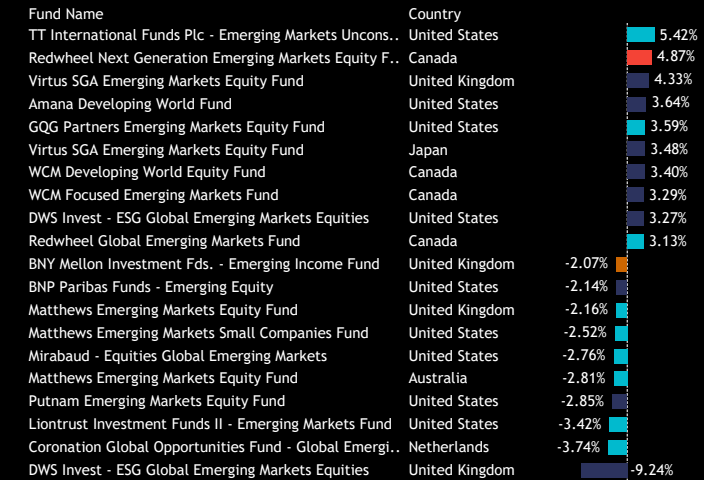 Fund Name Country
TT International Funds Plc - Emerging Markets Uncons.. United States 5.42%
Redwheel Next Generation Emerging Markets Equity F.. Canada 4.87%
Virtus SGA Emerging Markets Equity Fund United Kingdom 4.33%
Amana Developing World Fund United States 3.64%
GQG Partners Emerging Markets Equity Fund United States 3.59%
Virtus SGA Emerging Markets Equity Fund Japan 3.48%
WCM Developing World Equity Fund Canada 3.40%
WCM Focused Emerging Markets Fund Canada 3.29%
DWS Invest - ESG Global Emerging Markets Equities United States 3.27%
Redwheel Global Emerging Markets Fund Canada 3.13%
BNY Mellon Investment Fds. - Emerging Income Fund United Kingdom -2.07%
BNP Paribas Funds - Emerging Equity United States -2.14%
Matthews Emerging Markets Equity Fund United Kingdom -2.16%
Matthews Emerging Markets Small Companies Fund United States -2.52%
Mirabaud - Equities Global Emerging Markets United States -2.76%
Matthews Emerging Markets Equity Fund Australia -2.81%
Putnam Emerging Markets Equity Fund United States -2.85%
Liontrust Investment Funds II - Emerging Markets Fund United States -3.42%
Coronation Global Opportunities Fund - Global Emergi.. Netherlands -3.74%
DWS Invest - ESG Global Emerging Markets Equities United Kingdom -9.24%